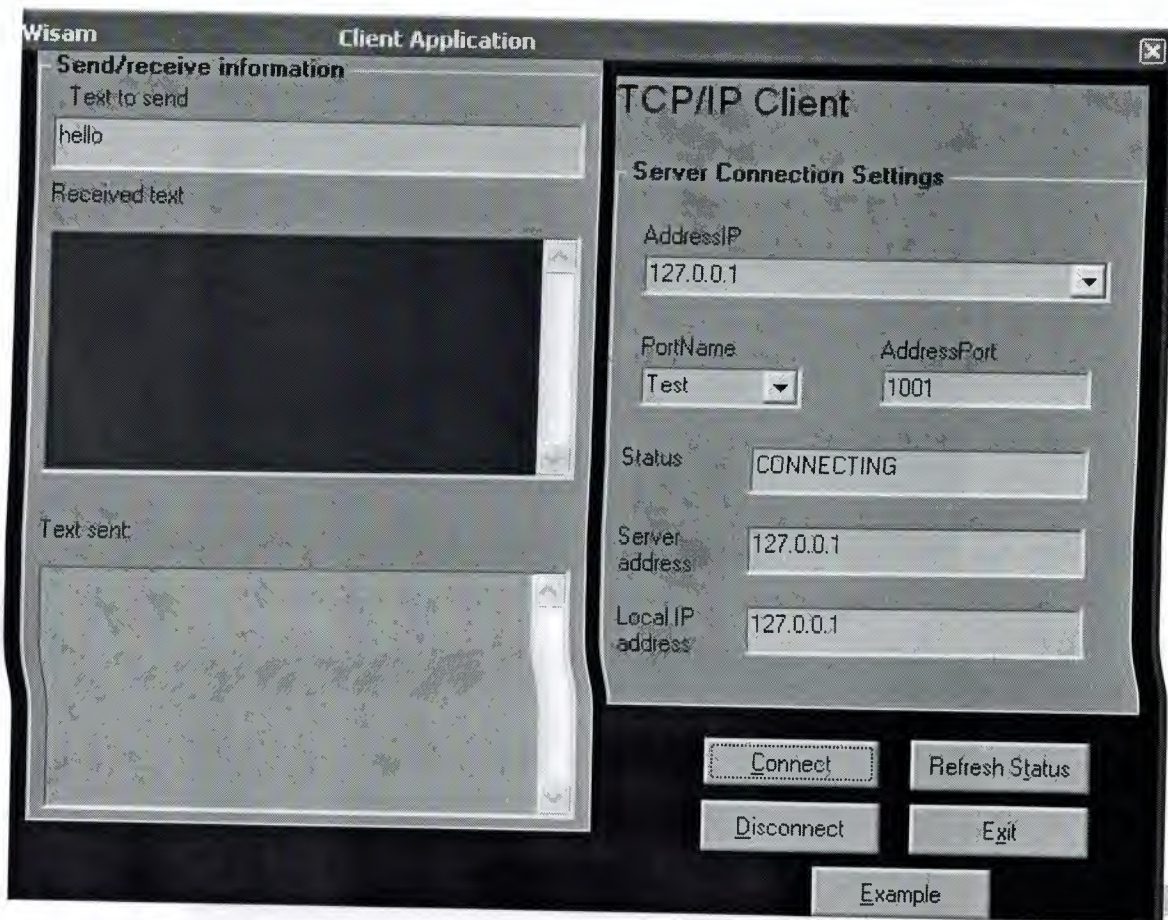 Wisam
Client Application
Send/receive information
Text to send
hello
Received text
Text sent:
TCP/IP Client
Server Connection Settings
AddressIP
127.0.0.1
PortName
AddressPort
Test
1001
Status
CONNECTING
Server
address
127.0.0.1
Local IP
address
127.0.0.1
Connect
Refresh Status
Disconnect
Exit
Example